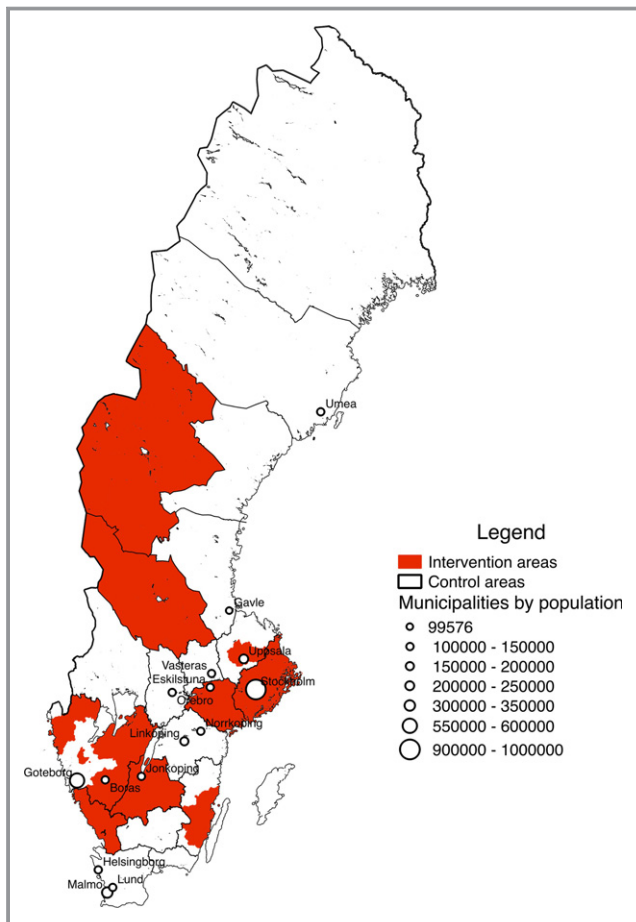 Umea
Legend
Intervention areas
Control areas
Municipalities by population
99576
100000 - 150000
150000 - 200000
200000 - 250000
300000 - 350000
550000 - 600000
900000 - 1000000
Gavle
Uppsala
Vasteras
Eskilstuna
Stockholm
Orebro
Norrkoping
Linkoping
Goteborg
Jonkoping
Boras
Helsingborg
Lund
Malmo